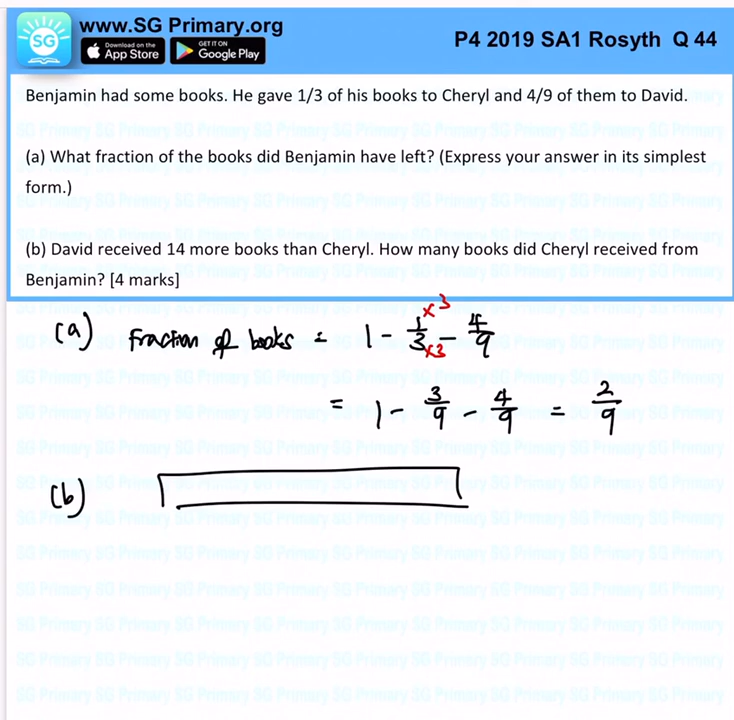 www.SG Primary.org
SG
Download on the App Store
GET IT ON Google Play
P4 2019 SA1 Rosyth Q 44
Benjamin had some books. He gave 1/3 of his books to Cheryl and 4/9 of them to David.
(a) What fraction of the books did Benjamin have left? (Express your answer in its simplest
form.)
(b) David received 14 more books than Cheryl. How many books did Cheryl received from
Benjamin? [4 marks]
(a) Fraction of books = 1 - 1/3 - 4/9
×3
×3
= 1 - 3/9 - 4/9 = 2/9
(b)